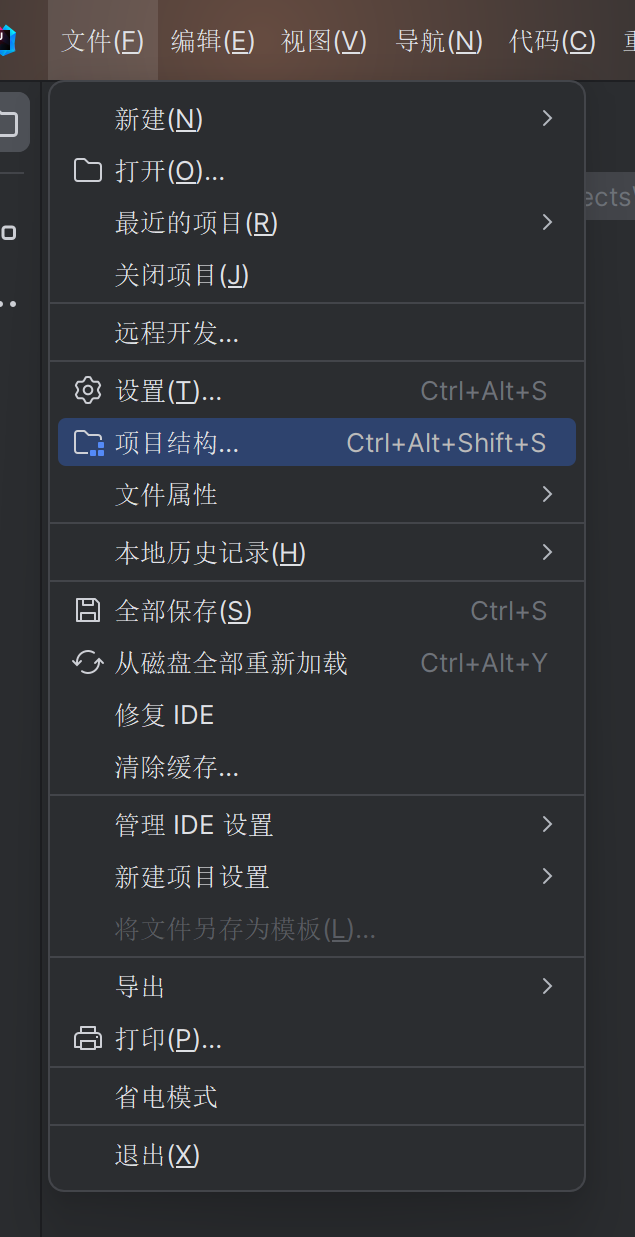 文件(F) 编辑(E) 视图(V) 导航(N) 代码(C)
新建(N)
打开(O)...
ects\
最近的项目(R)
关闭项目(J)
远程开发...
设置(T)... Ctrl+Alt+S
项目结构... Ctrl+Alt+Shift+S
文件属性
本地历史记录(H)
全部保存(S) Ctrl+S
从磁盘全部重新加载 Ctrl+Alt+Y
修复 IDE
清除缓存...
管理 IDE 设置
新建项目设置
将文件另存为模板(L)...
导出
打印(P)...
省电模式
退出(X)